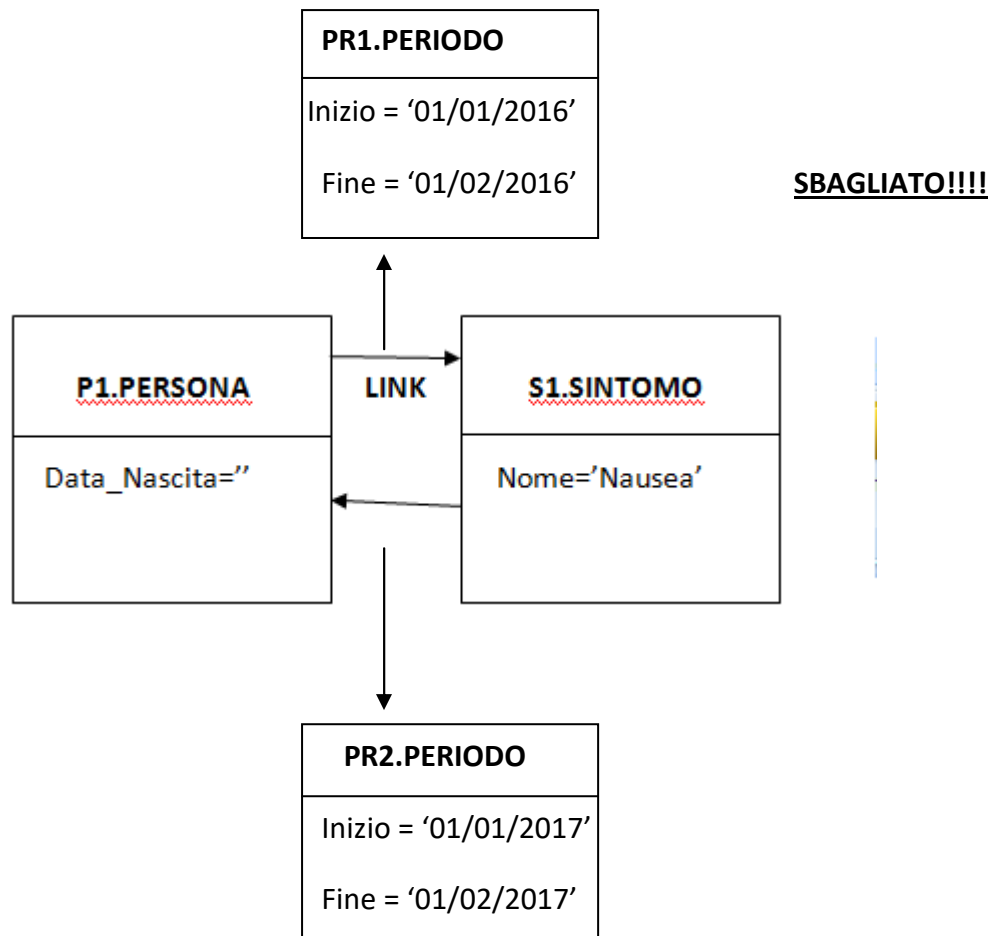 PR1.PERIODO
Inizio = ‘01/01/2016’
Fine = ‘01/02/2016’
SBAGLIATO!!!!
P1.PERSONA
LINK
S1.SINTOMO
Data_Nascita=’’
Nome=’Nausea’
PR2.PERIODO
Inizio = ‘01/01/2017’
Fine = ‘01/02/2017’